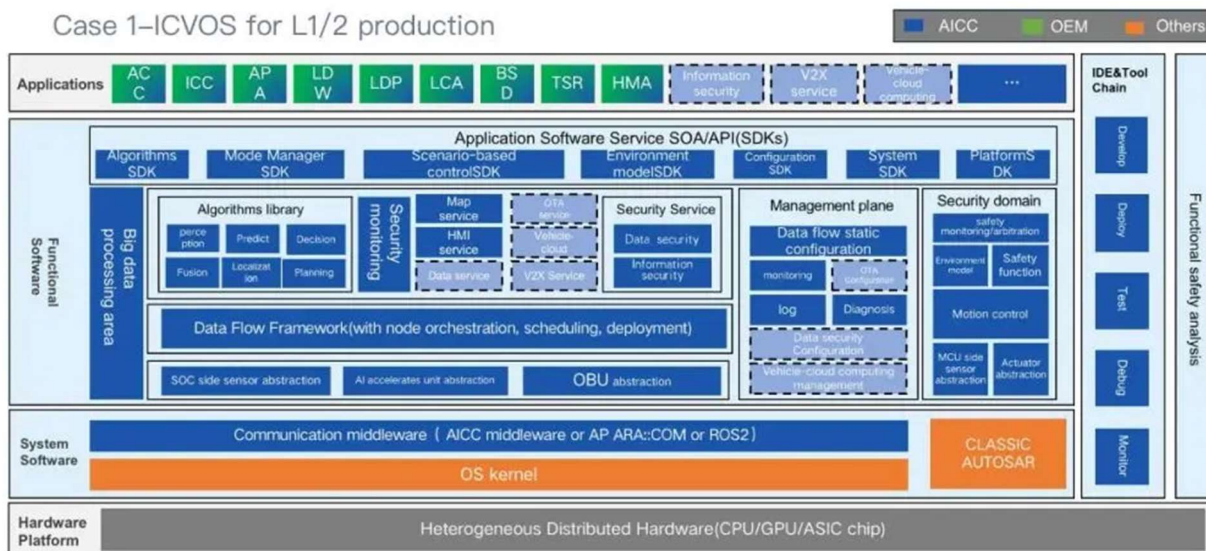 Case 1-ICVOS for L1/2 production
AICC
OEM
Others
Applications
AC
C
ICC
AP
A
LD
W
LDP
LCA
BS
D
TSR
HMA
Information
security
V2X
service
Vehicle-
cloud
computing
...
IDE&Tool
Chain
Develop
Deploy
Test
Debug
Monitor
Functional safety analysis
Functional
Software
Application Software Service SOA/API(SDKs)
Algorithms
SDK
Mode Manager
SDK
Scenario-based
controlSDK
Environment
modelSDK
Configuration
SDK
System
SDK
PlatformS
DK
Big data
processing area
Algorithms library
perce
ption
Predict
Decision
Fusion
Localizat
ion
Planning
Security
monitoring
Map
service
OTA
service
HMI
service
Vehicle-
cloud
Data service
V2X Service
Security Service
Data security
Information
security
Data Flow Framework(with node orchestration, scheduling, deployment)
SOC side sensor abstraction
AI accelerates unit abstraction
OBU abstraction
Management plane
Data flow static
configuration
monitoring
OTA
Configuration
log
Diagnosis
Data security
Configuration
Vehicle-cloud computing
management
Security domain
safety
monitoring/arbitration
Environment
model
Safety
function
Motion control
MCU side
sensor
abstraction
Actuator
abstraction
System
Software
Communication middleware ( AICC middleware or AP ARA::COM or ROS2)
OS kernel
CLASSIC
AUTOSAR
Hardware
Platform
Heterogeneous Distributed Hardware(CPU/GPU/ASIC chip)